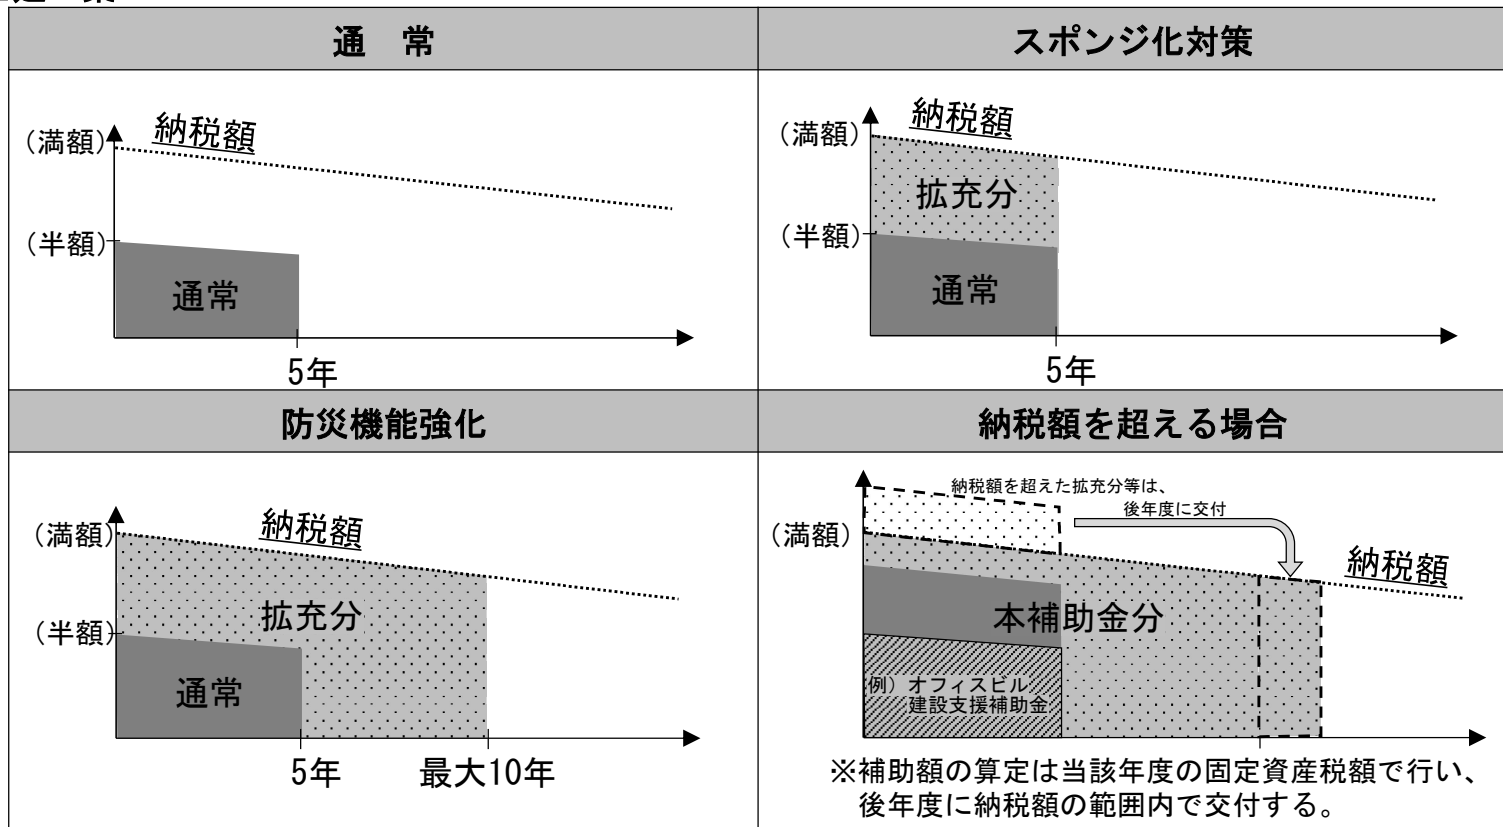 通　常
スポンジ化対策
(満額)
納税額
(半額)
通常
5年
(満額)
納税額
拡充分
(半額)
通常
5年
防災機能強化
納税額を超える場合
(満額)
納税額
拡充分
(半額)
通常
5年
最大10年
納税額を超えた拡充分等は、
後年度に交付
(満額)
納税額
本補助金分
例）オフィスビル
建設支援補助金
※補助額の算定は当該年度の固定資産税額で行い、
後年度に納税額の範囲内で交付する。